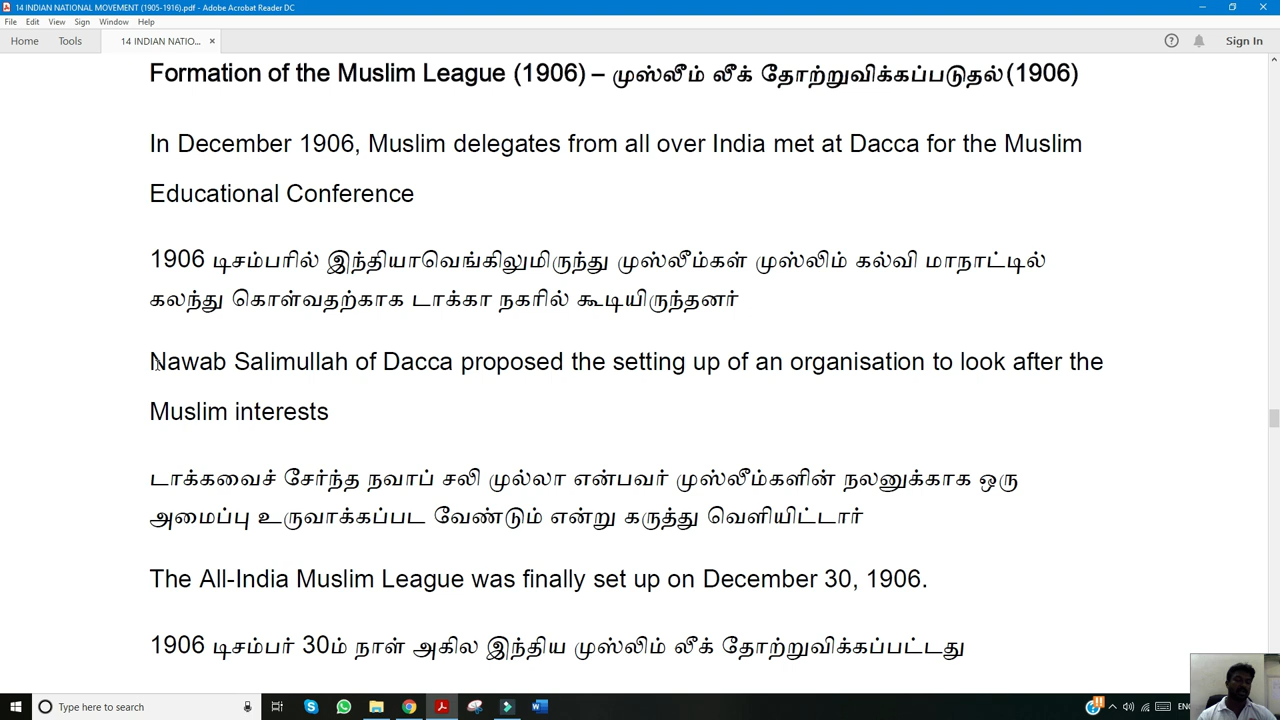 14 INDIAN NATIONAL MOVEMENT (1905-1916).pdf - Adobe Acrobat Reader DC
File Edit View Sign Window Help
Home Tools 14 INDIAN NATIO... × Sign In
Formation of the Muslim League (1906) – முஸ்லீம் லீக் தோற்றுவிக்கப்படுதல்(1906)
In December 1906, Muslim delegates from all over India met at Dacca for the Muslim
Educational Conference
1906 டிசம்பரில் இந்தியாவெங்கிலுமிருந்து முஸ்லீம்கள் முஸ்லிம் கல்வி மாநாட்டில்
கலந்து கொள்வதற்காக டாக்கா நகரில் கூடியிருந்தனர்
Nawab Salimullah of Dacca proposed the setting up of an organisation to look after the
Muslim interests
டாக்கவைச் சேர்ந்த நவாப் சலி முல்லா என்பவர் முஸ்லீம்களின் நலனுக்காக ஒரு
அமைப்பு உருவாக்கப்பட வேண்டும் என்று கருத்து வெளியிட்டார்
The All-India Muslim League was finally set up on December 30, 1906.
1906 டிசம்பர் 30ம் நாள் அகில இந்திய முஸ்லிம் லீக் தோற்றுவிக்கப்பட்டது
Type here to search